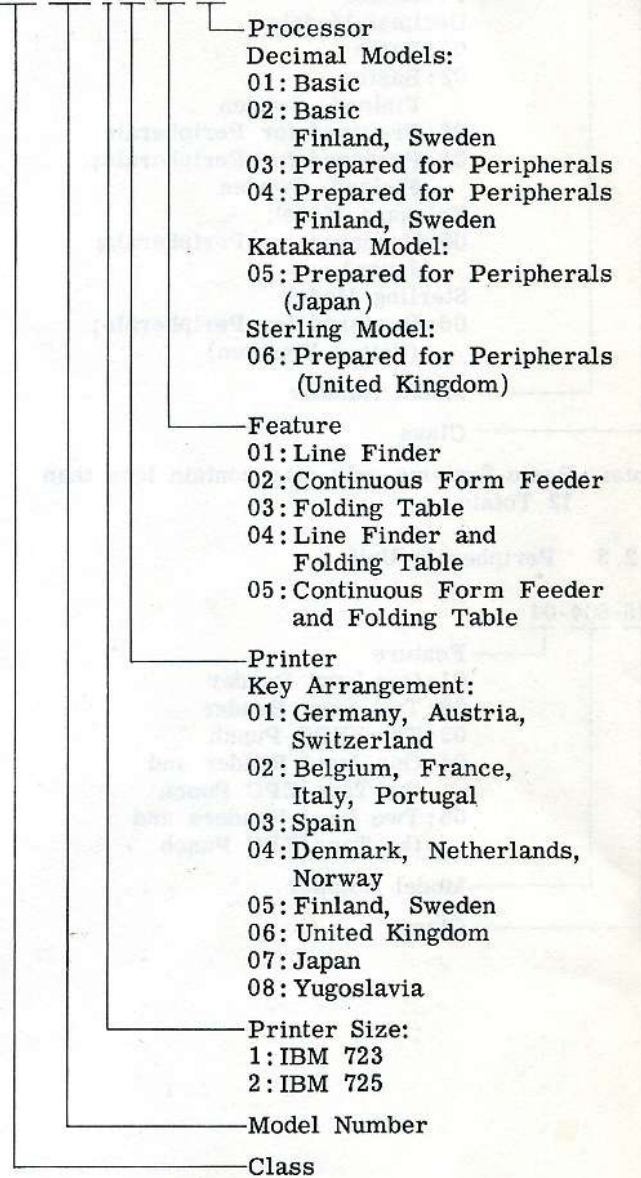 Processor
Decimal Models:
01: Basic
02: Basic
Finland, Sweden
03: Prepared for Peripherals
04: Prepared for Peripherals
Finland, Sweden
Katakana Model:
05: Prepared for Peripherals
(Japan)
Sterling Model:
06: Prepared for Peripherals
(United Kingdom)
Feature
01: Line Finder
02: Continuous Form Feeder
03: Folding Table
04: Line Finder and
Folding Table
05: Continuous Form Feeder
and Folding Table
Printer
Key Arrangement:
01: Germany, Austria,
Switzerland
02: Belgium, France,
Italy, Portugal
03: Spain
04: Denmark, Netherlands,
Norway
05: Finland, Sweden
06: United Kingdom
07: Japan
08: Yugoslavia
Printer Size:
1: IBM 723
2: IBM 725
Model Number
Class